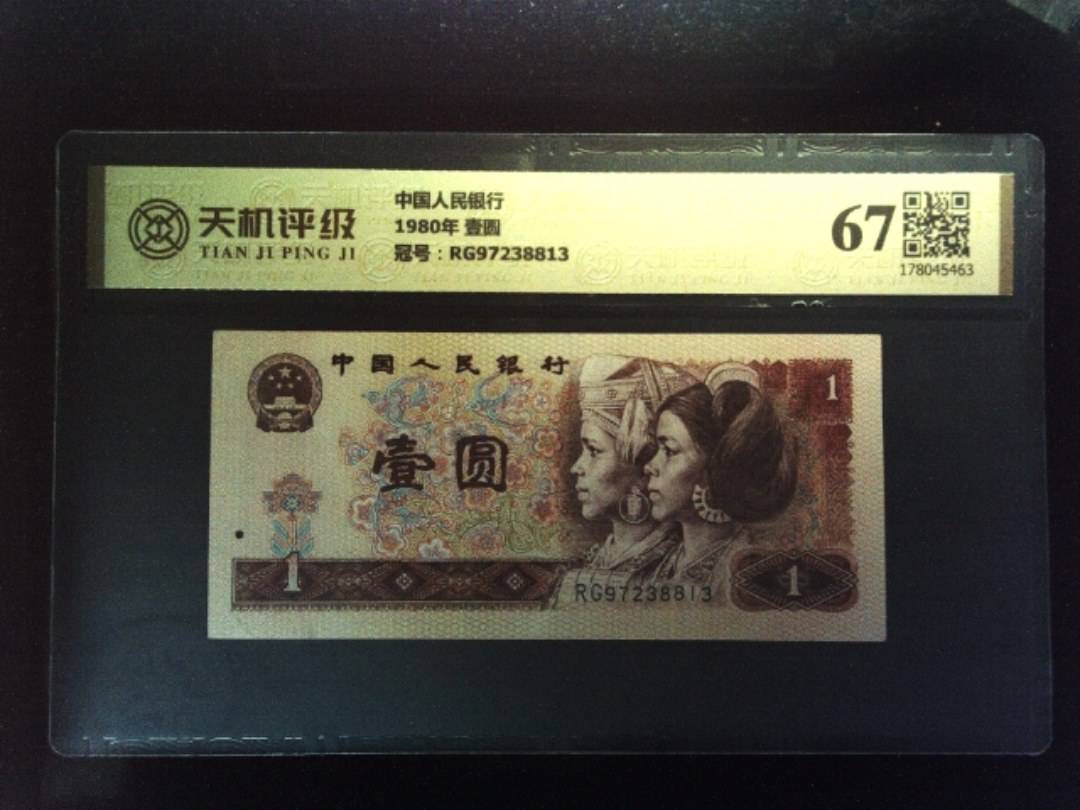 天机评级
TIAN JI PING JI
中国人民银行
1980年 壹圆
冠号：RG97238813
67
178045463
中国人民银行
1
壹圆
1
RG97238813
1